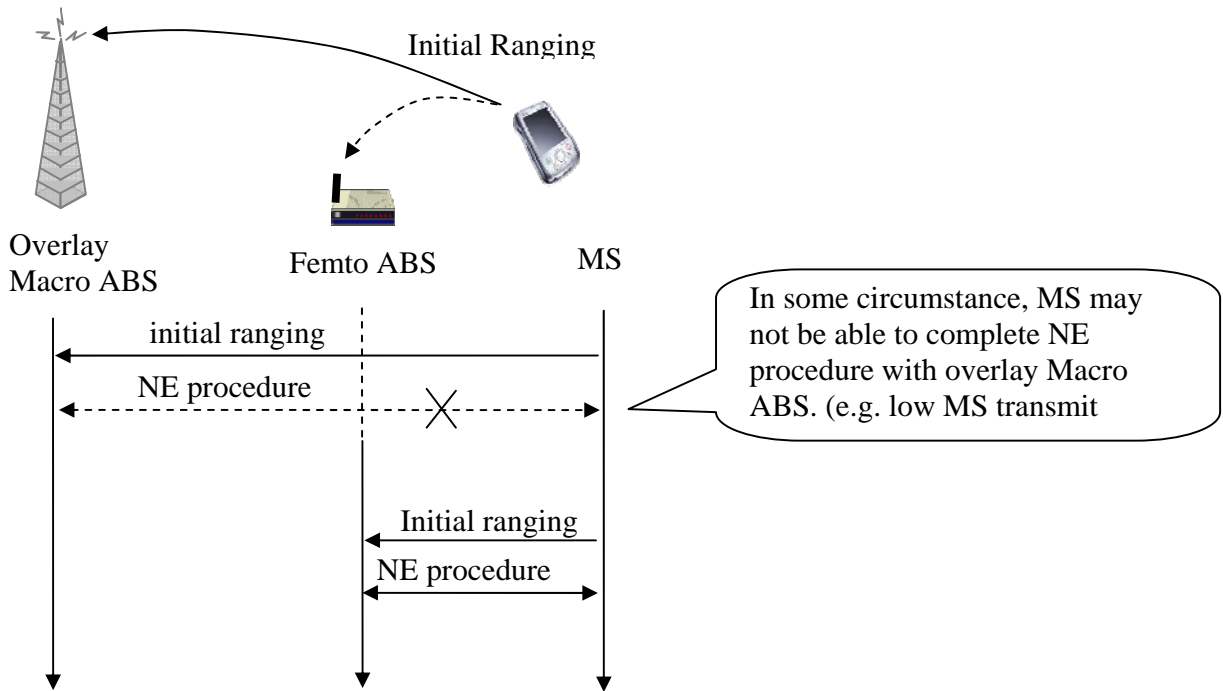 Initial Ranging
Overlay
Macro ABS
Femto ABS
MS
initial ranging
NE procedure
In some circumstance, MS may
not be able to complete NE
procedure with overlay Macro
ABS. (e.g. low MS transmit
Initial ranging
NE procedure